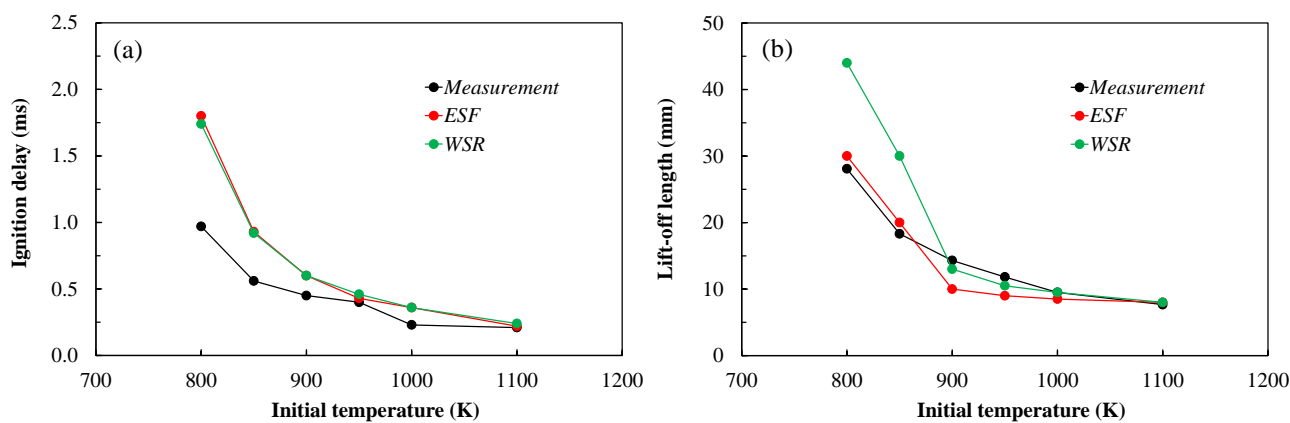 (a)
Ignition delay (ms)
2.5
2.0
1.5
1.0
0.5
0.0
Measurement
ESF
WSR
700
800
900
1000
1100
1200
Initial temperature (K)
(b)
Lift-off length (mm)
50
40
30
20
10
0
Measurement
ESF
WSR
700
800
900
1000
1100
1200
Initial temperature (K)